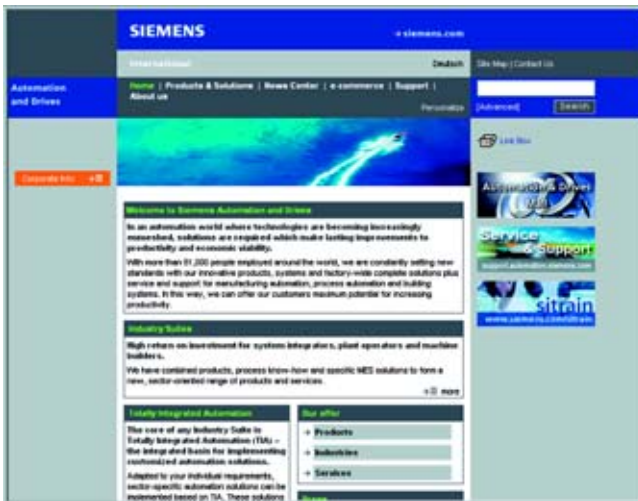 SIEMENS
→ siemens.com
International
Deutsch
Site Map | Contact Us
Automation
and Drives
Home | Products & Solutions | News Center | e-commerce | Support |
About us
Personalize
[Advanced]
Search
Link Box
Corporate Info →
Automation & Drives
Mall
Service
& Support
support.automation.siemens.com
sitrain
www.siemens.com/sitrain
Welcome to Siemens Automation and Drives
In an automation world where technologies
are becoming increasingly
enmeshed, solutions are required which make lasting improvements to
productivity and economic viability.
With more than 51,000 people employed around the world, we are constantly setting new
standards with our innovative products, systems and factory-wide complete solutions plus
service and support for manufacturing automation, process automation and building
systems. In this way, we can offer our customers maximum potential for increasing
productivity.
Industry Suites
High return on investment for system integrators, plant operators and machine
builders.
We have combined products, process know-how and specific MES solutions to form a
new, sector-oriented range of products and services.
→ more
Totally Integrated Automation
The core of any Industry Suite is
Totally Integrated Automation (TIA) –
the integrated basis for implementing
customized automation solutions.
Adapted to your individual requirements,
sector-specific automation solutions can be
implemented based on TIA. These solutions
Our offer
→ Products
→ Industries
→ Services